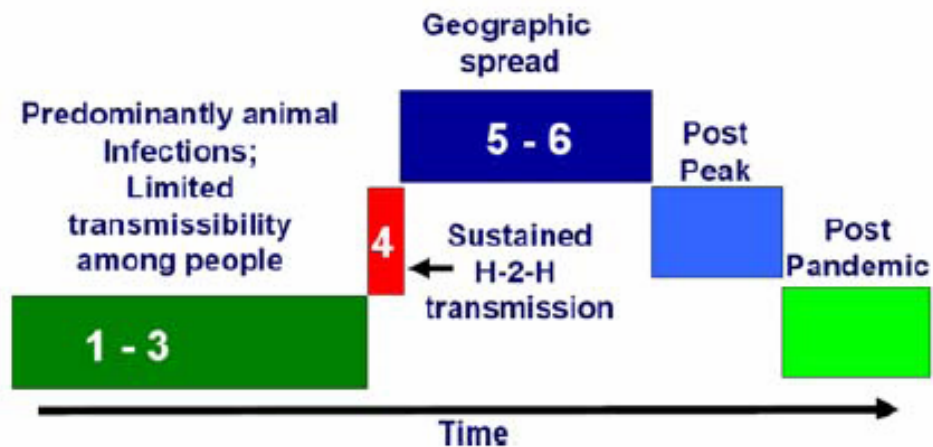 Geographic
spread
Predominantly animal
Infections;
Limited
transmissibility
among people
5 - 6
Post
Peak
4
Sustained
H-2-H
transmission
Post
Pandemic
1 - 3
Time